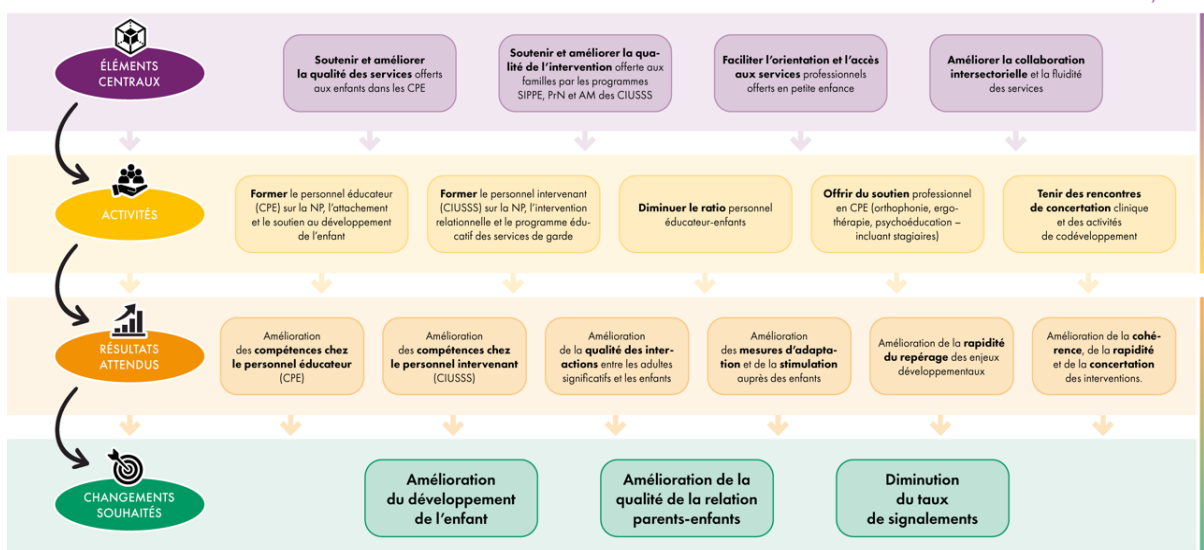 ÉLÉMENTS
CENTRAUX
Soutenir et améliorer
la qualité des services offerts
aux enfants dans les CPE
Soutenir et améliorer la qua-
lité de l'intervention offerte aux
familles par les programmes
SIPPE, PrN et AM des CIUSSS
Faciliter l'orientation et l'accès
aux services professionnels
offerts en petite enfance
Améliorer la collaboration
intersectorielle et la fluidité
des services
ACTIVITÉS
Former le personnel éducateur
(CPE) sur la NP, l'attachement
et le soutien au développement
de l'enfant
Former le personnel intervenant
(CIUSSS) sur la NP, l'intervention
relationnelle et le programme édu-
catif des services de garde
Diminuer le ratio personnel
éducateur-enfants
Offrir du soutien professionnel
en CPE (orthophonie, ergo-
thérapie, psychoéducation –
incluant stagiaires)
Tenir des rencontres
de concertation clinique
et des activités
de codéveloppement
RÉSULTATS
ATTENDUS
Amélioration
des compétences chez
le personnel éducateur
(CPE)
Amélioration
des compétences chez
le personnel intervenant
(CIUSSS)
Amélioration
de la qualité des inter-
actions entre les adultes
significatifs et les enfants
Amélioration
des mesures d'adapta-
tion et de la stimulation
auprès des enfants
Amélioration de la rapidité
du repérage des enjeux
développementaux
Amélioration de la cohé-
rence, de la rapidité
et de la concertation
des interventions.
CHANGEMENTS
SOUHAITÉS
Amélioration
du développement
de l'enfant
Amélioration de la
qualité de la relation
parents-enfants
Diminution
du taux
de signalements